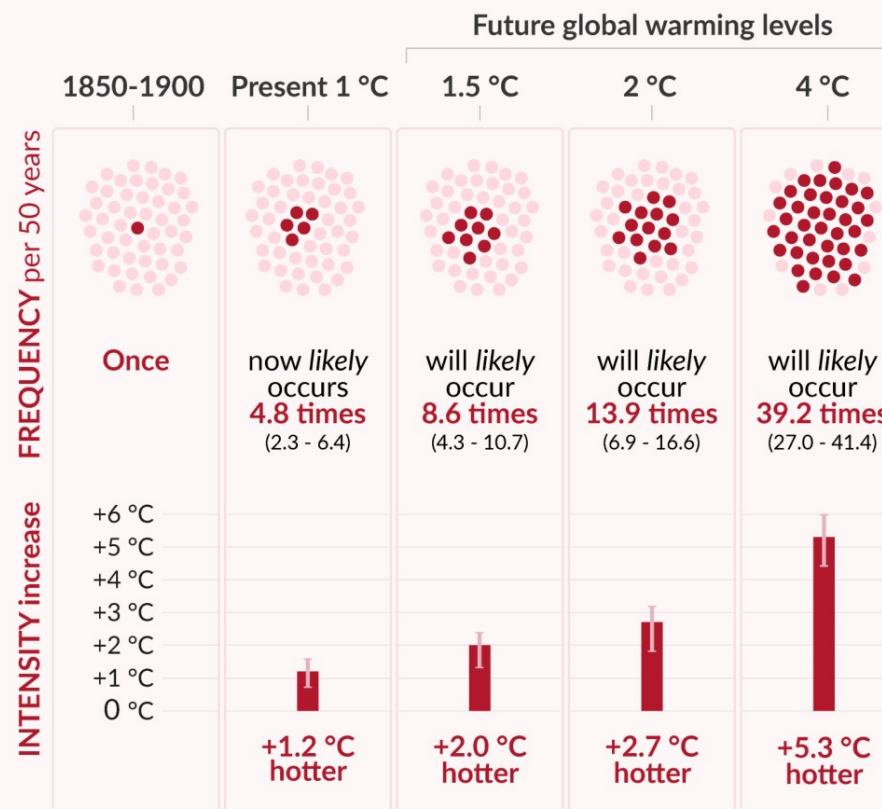 Future global warming levels
1850-1900
Present 1 °C
1.5 °C
2 °C
4 °C
FREQUENCY per 50 years
Once
now likely
occurs
4.8 times
(2.3 - 6.4)
will likely
occur
8.6 times
(4.3 - 10.7)
will likely
occur
13.9 times
(6.9 - 16.6)
will likely
occur
39.2 times
(27.0 - 41.4)
INTENSITY increase
+6 °C
+5 °C
+4 °C
+3 °C
+2 °C
+1 °C
0 °C
+1.2 °C
hotter
+2.0 °C
hotter
+2.7 °C
hotter
+5.3 °C
hotter